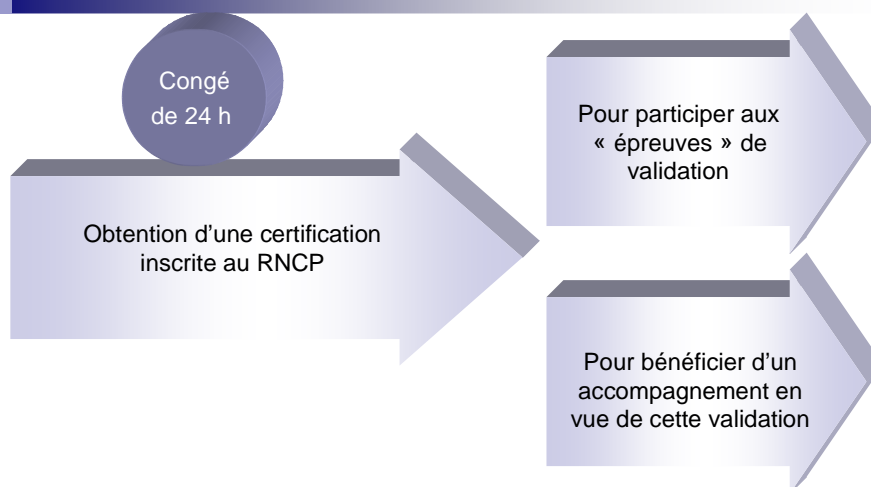 Congé
de 24 h
Obtention d’une certification
inscrite au RNCP
Pour participer aux
« épreuves » de
validation
Pour bénéficier d’un
accompagnement en
vue de cette validation